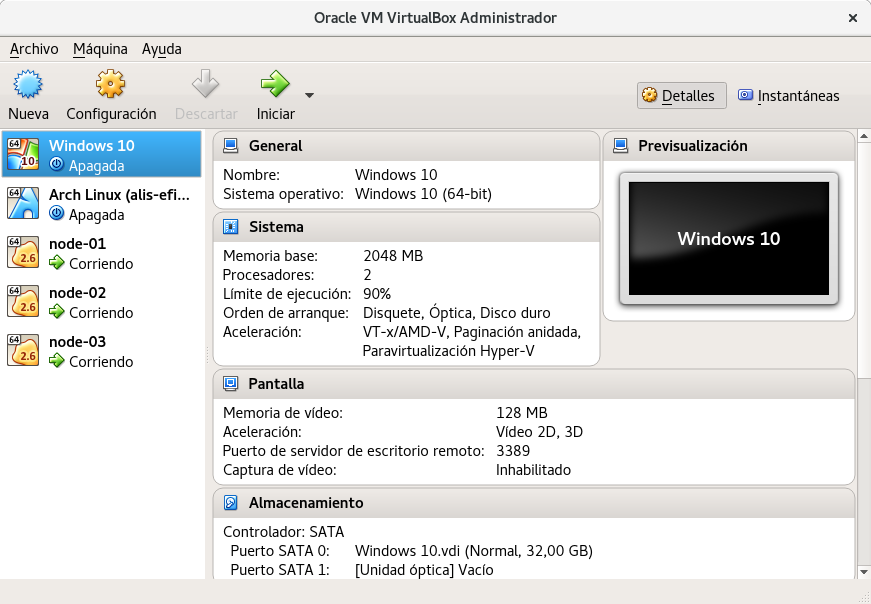 Oracle VM VirtualBox Administrador
Archivo Máquina Ayuda
Nueva Configuración Descartar Iniciar Detalles Instantáneas
64 10 Windows 10
Apagada
64 Arch Linux (alis-efi...
Apagada
64 2.6 node-01
Corriendo
64 2.6 node-02
Corriendo
64 2.6 node-03
Corriendo
General
Nombre: Windows 10
Sistema operativo: Windows 10 (64-bit)
Sistema
Memoria base: 2048 MB
Procesadores: 2
Límite de ejecución: 90%
Orden de arranque: Disquete, Óptica, Disco duro
Aceleración: VT-x/AMD-V, Paginación anidada,
Paravirtualización Hyper-V
Previsualización
Windows 10
Pantalla
Memoria de vídeo: 128 MB
Aceleración: Vídeo 2D, 3D
Puerto de servidor de escritorio remoto: 3389
Captura de vídeo: Inhabilitado
Almacenamiento
Controlador: SATA
Puerto SATA 0: Windows 10.vdi (Normal, 32,00 GB)
Puerto SATA 1: [Unidad óptica] Vacío